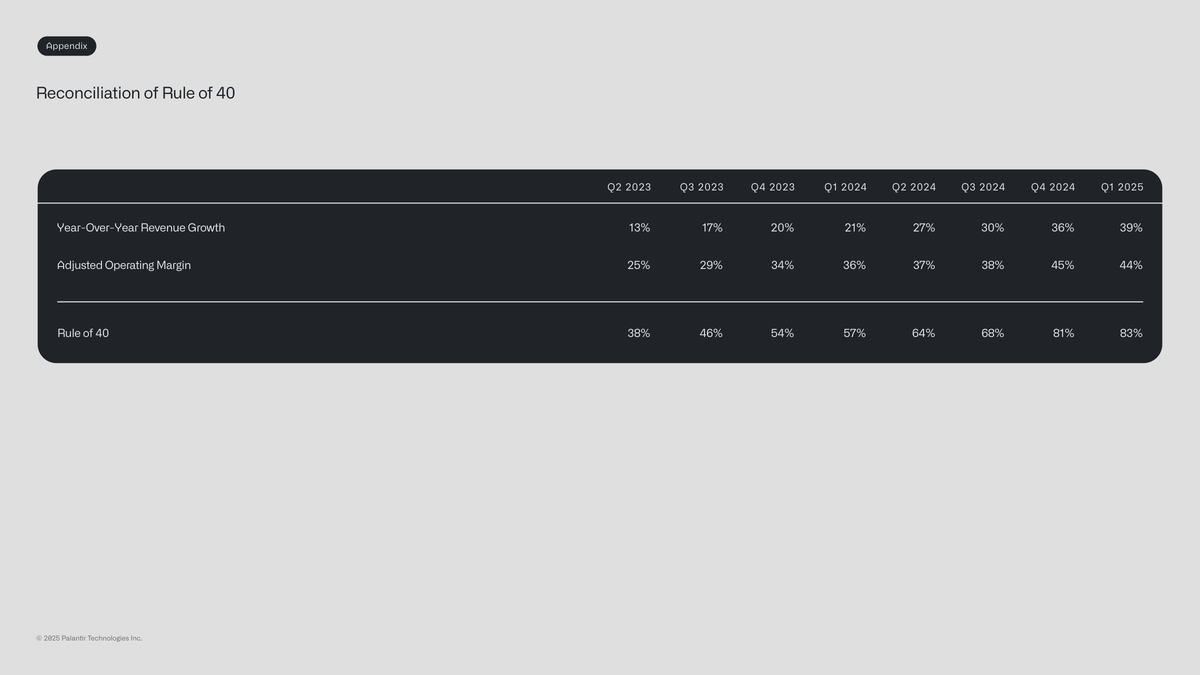 Appendix
Reconciliation of Rule of 40
Q2 2023 Q3 2023 Q4 2023 Q1 2024 Q2 2024 Q3 2024 Q4 2024 Q1 2025
Year-Over-Year Revenue Growth 13% 17% 20% 21% 27% 30% 36% 39%
Adjusted Operating Margin 25% 29% 34% 36% 37% 38% 45% 44%
Rule of 40 38% 46% 54% 57% 64% 68% 81% 83%
© 2025 Palantir Technologies Inc.